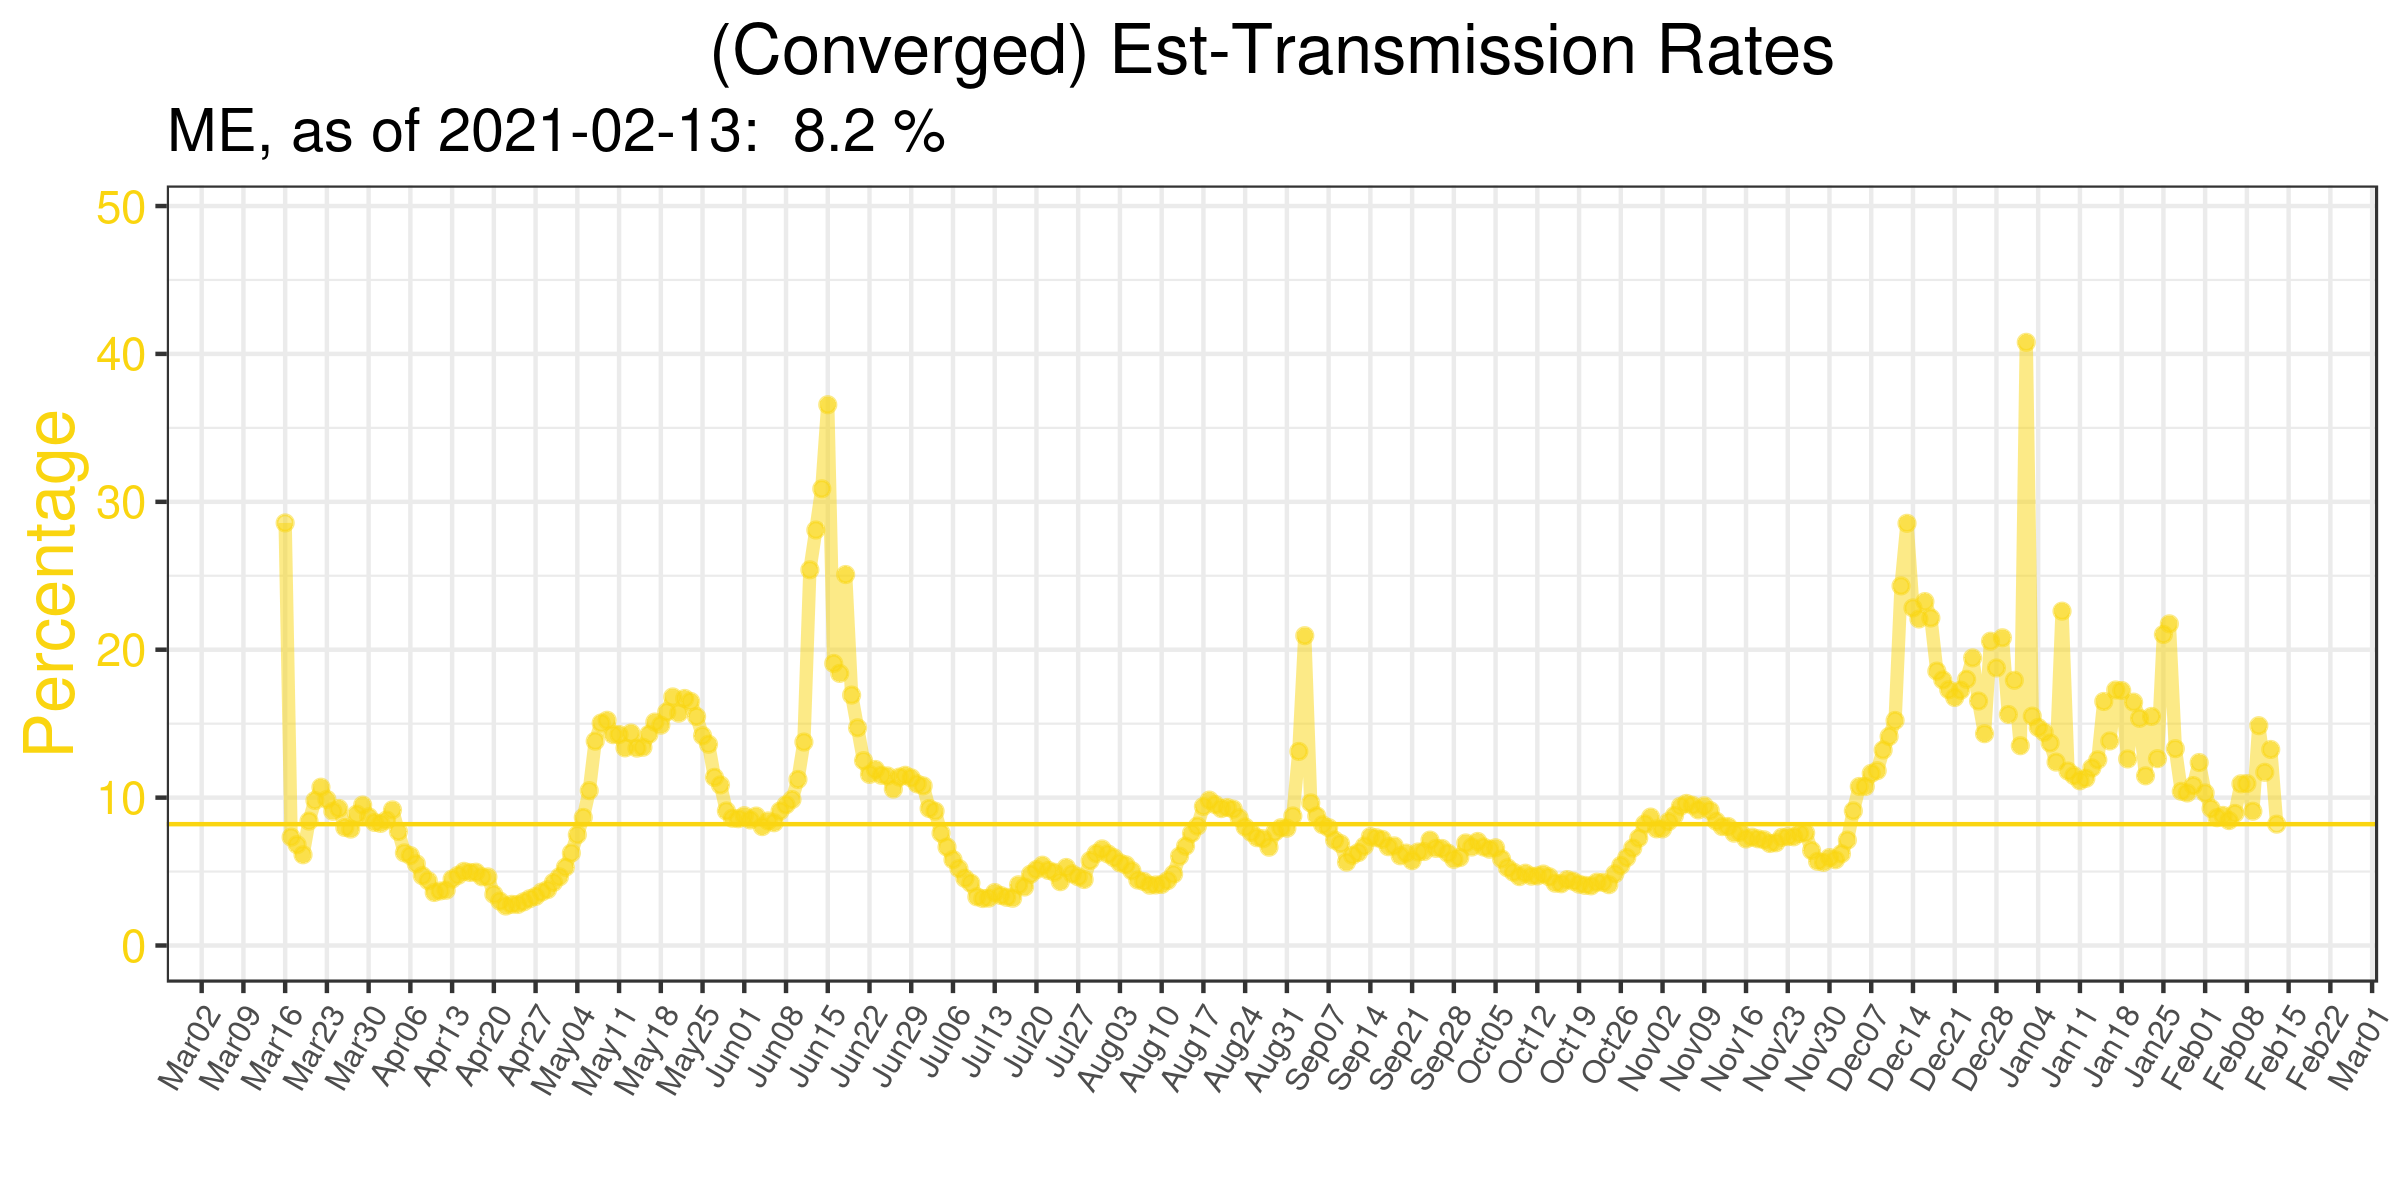 (Converged) Est-Transmission Rates
ME, as of 2021-02-13:  8.2 %
Percentage
50
40
30
20
10
0
Mar02
Mar09
Mar16
Mar23
Mar30
Apr06
Apr13
Apr20
Apr27
May04
May11
May18
May25
Jun01
Jun08
Jun15
Jun22
Jun29
Jul06
Jul13
Jul20
Jul27
Aug03
Aug10
Aug17
Aug24
Aug31
Sep07
Sep14
Sep21
Sep28
Oct05
Oct12
Oct19
Oct26
Nov02
Nov09
Nov16
Nov23
Nov30
Dec07
Dec14
Dec21
Dec28
Jan04
Jan11
Jan18
Jan25
Feb01
Feb08
Feb15
Feb22
Mar01